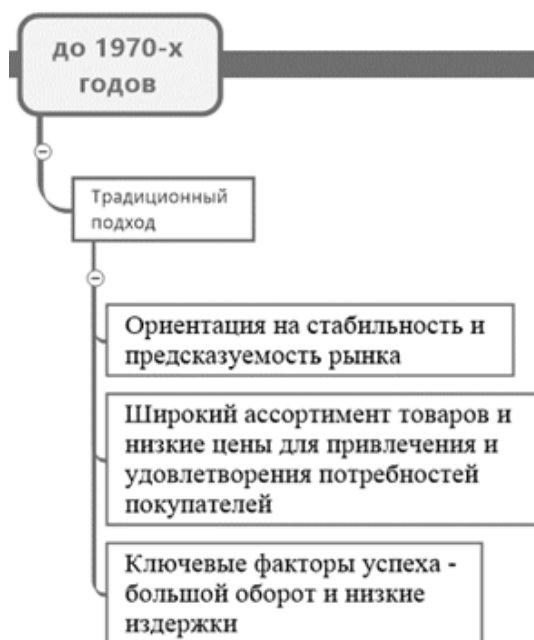 до 1970-х
годов
Традиционный
подход
Ориентация на стабильность и
предсказуемость рынка
Широкий ассортимент товаров и
низкие цены для привлечения и
удовлетворения потребностей
покупателей
Ключевые факторы успеха -
большой оборот и низкие
издержки